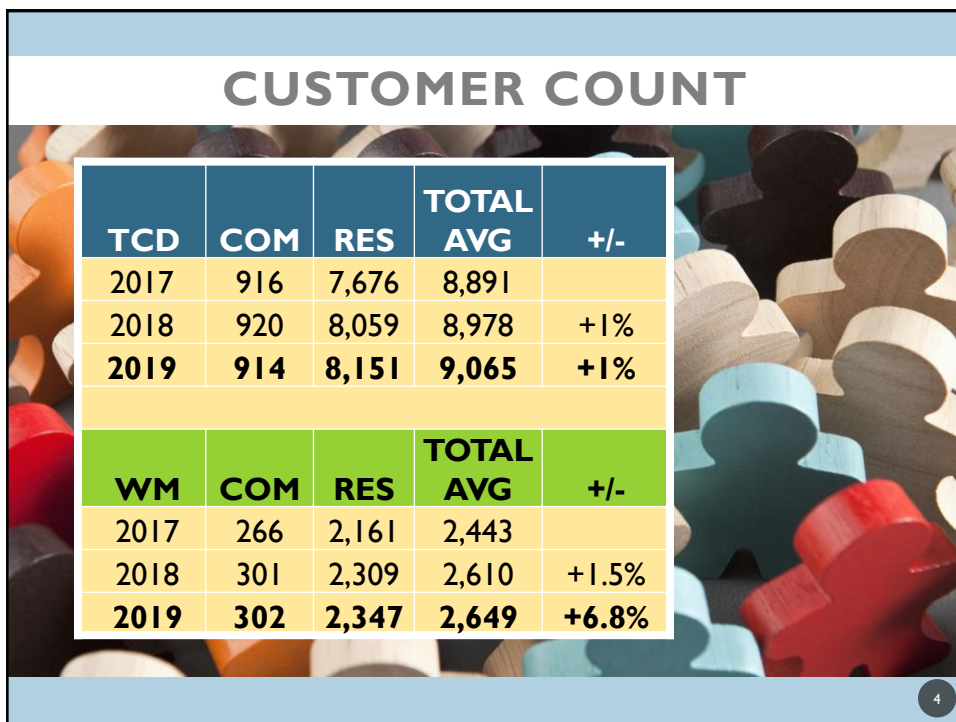 CUSTOMER COUNT
TCD COM RES TOTAL AVG +/-
2017 916 7,676 8,891
2018 920 8,059 8,978 +1%
2019 914 8,151 9,065 +1%
WM COM RES TOTAL AVG +/-
2017 266 2,161 2,443
2018 301 2,309 2,610 +1.5%
2019 302 2,347 2,649 +6.8%
4